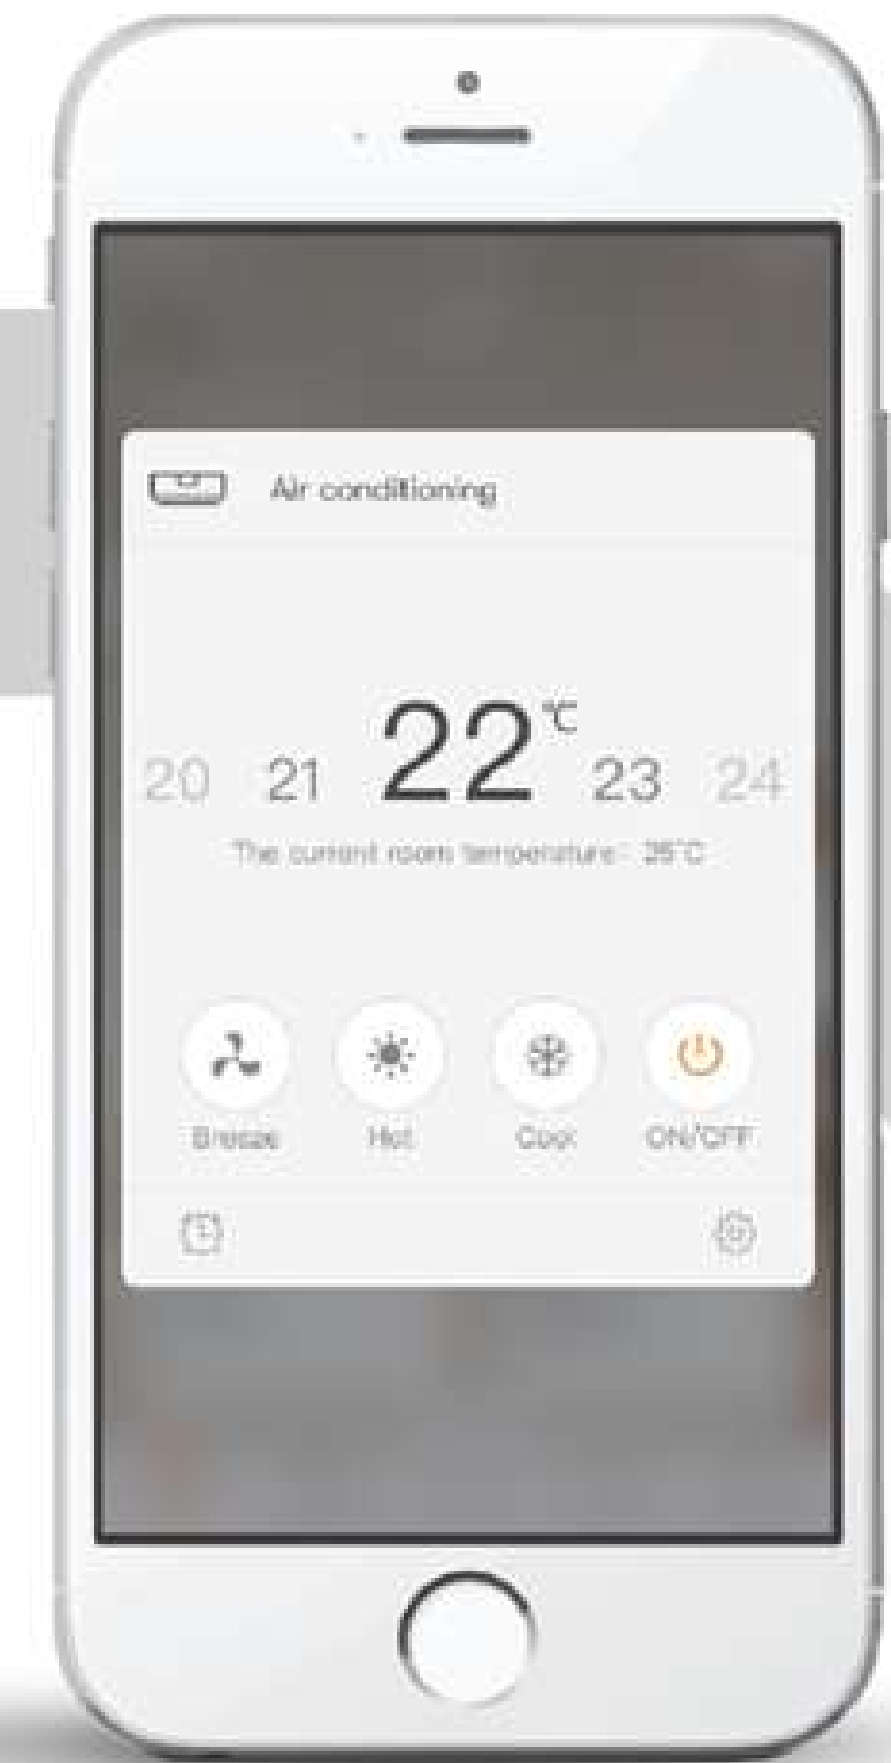 Air conditioning
20 21 22°C 23 24
The current room temperature: 26°C
Breeze Hot Cool ON/OFF